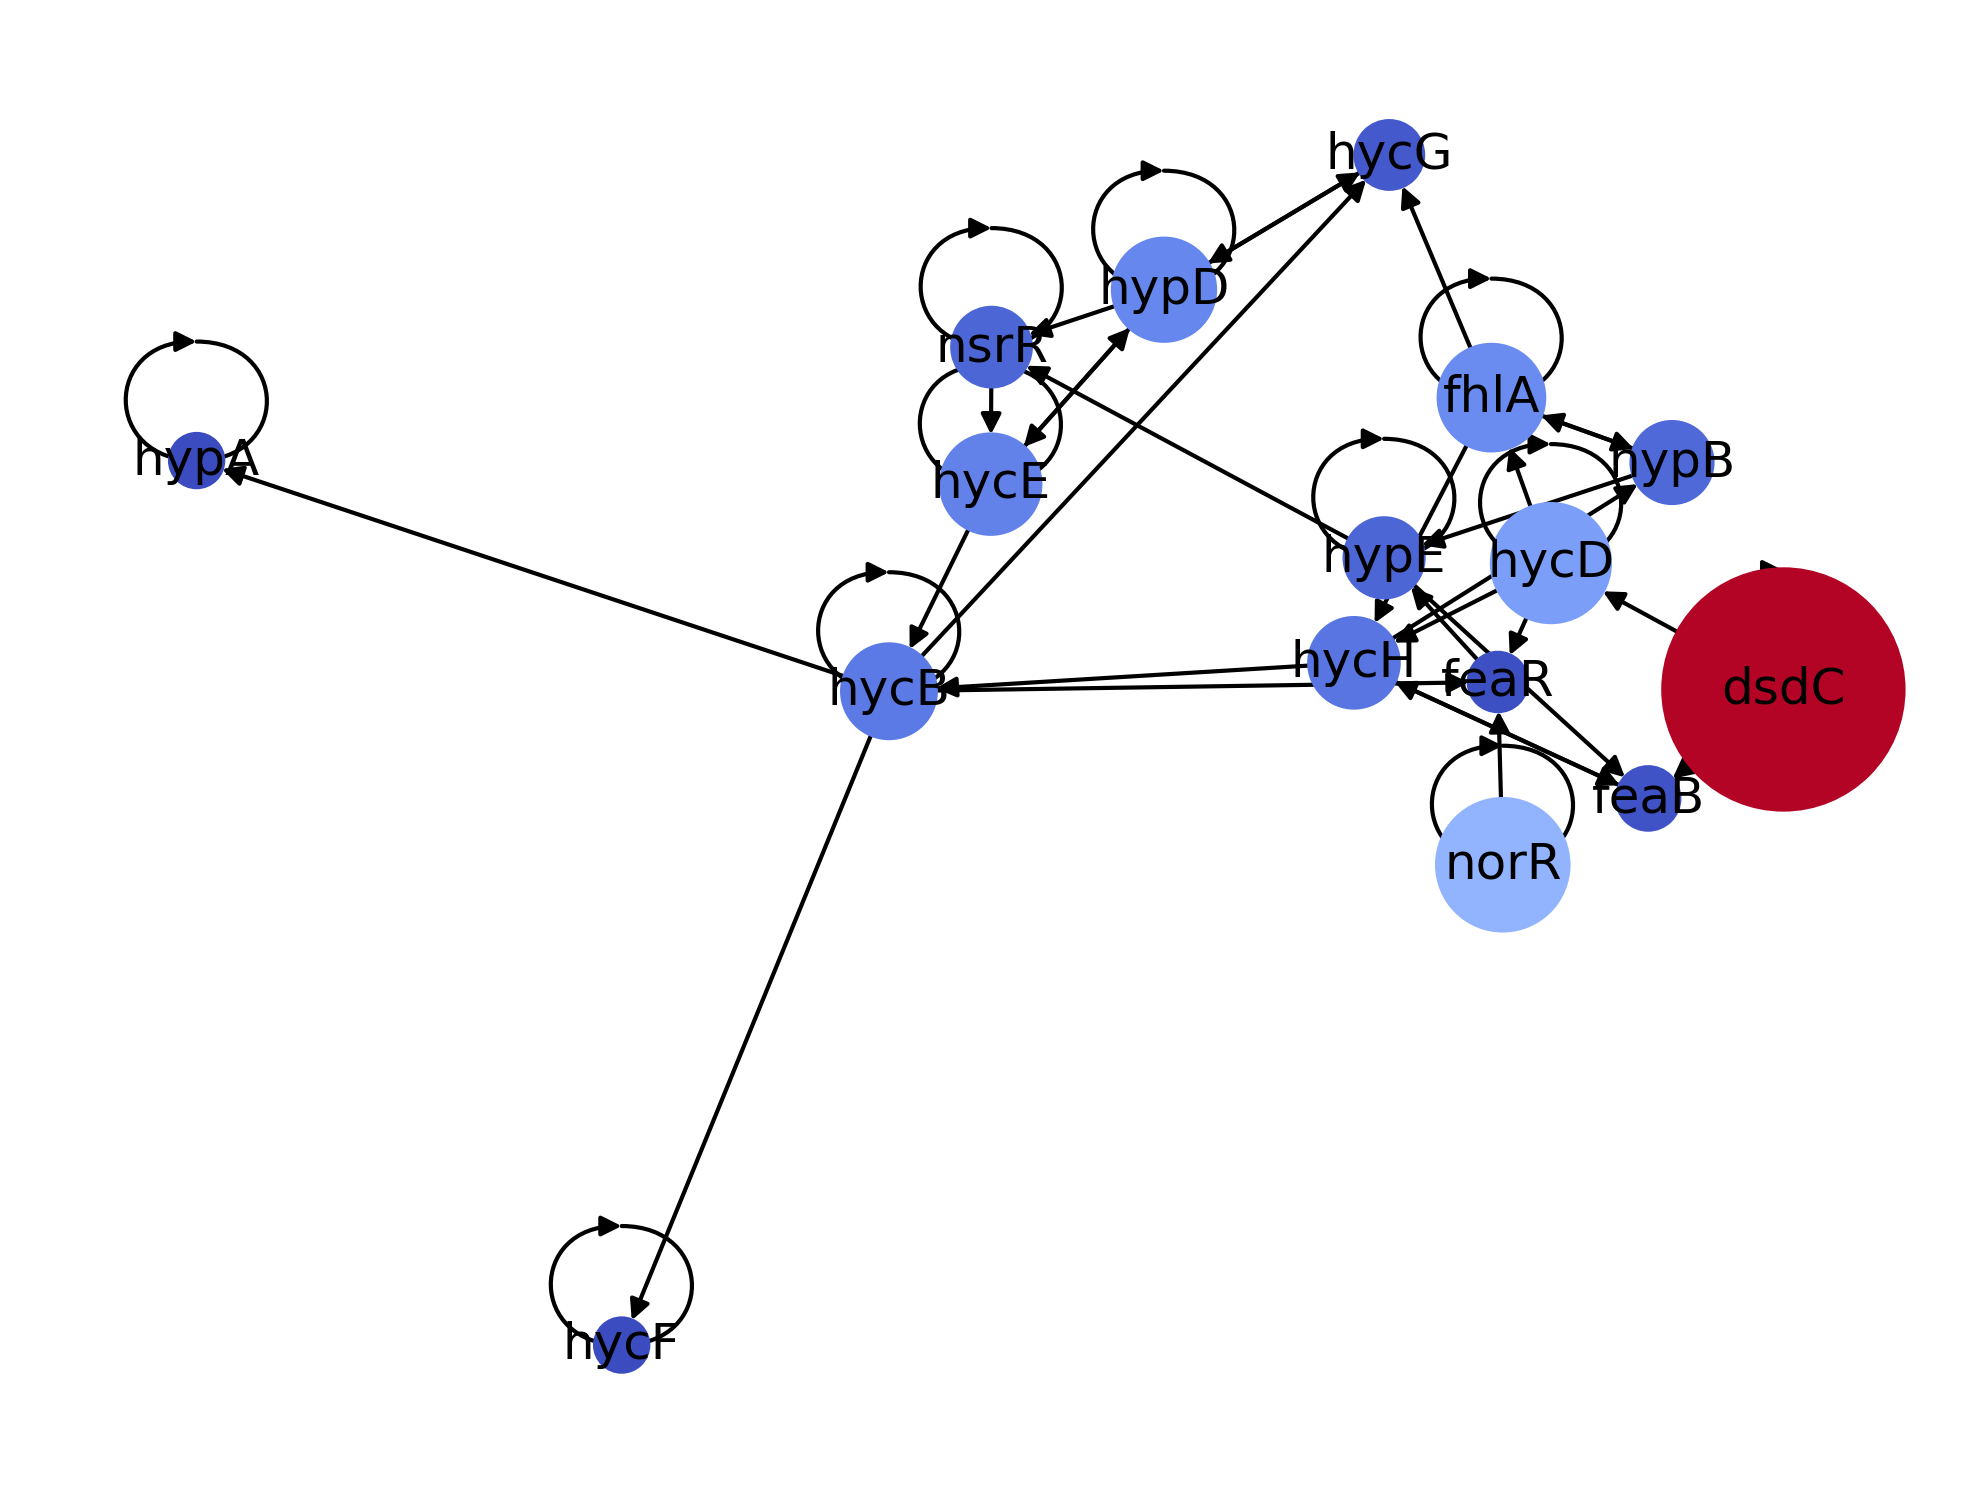 hycG
hypD
nsrR
fhlA
hypA
hypB
hycE
hypE
hycD
hycH
feaR
hycB
dsdC
feaB
norR
hycF